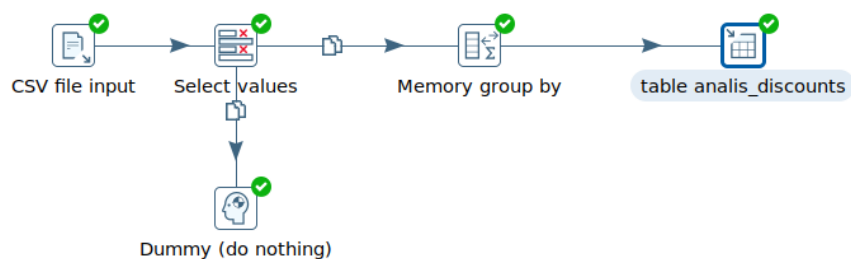 CSV file input
Select values
Memory group by
table analis_discounts
Dummy (do nothing)